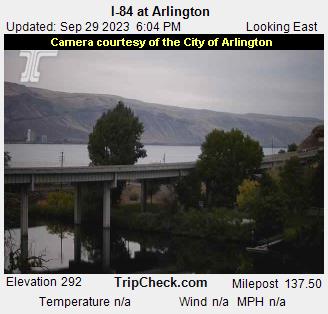 I-84 at Arlington
Updated: Sep 29 2023 6:04 PM Looking East
Camera courtesy of the City of Arlington
Elevation 292 TripCheck.com Milepost 137.50
Temperature n/a Wind n/a MPH n/a